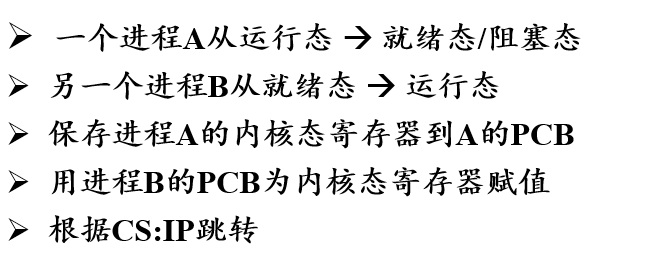 ➢ 一个进程A从运行态 → 就绪态/阻塞态
➢ 另一个进程B从就绪态 → 运行态
➢ 保存进程A的内核态寄存器到A的PCB
➢ 用进程B的PCB为内核态寄存器赋值
➢ 根据CS:IP跳转